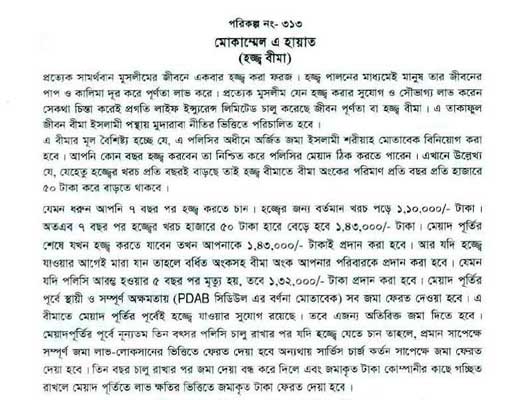 পরিকল্প নং- ৩১৩
মোকাম্মেল এ হায়াত
(হজ্জ বীমা)
প্রত্যেক সামর্থবান মুসলীমের জীবনে একবার হজ্জ করা ফরজ। হজ্জ পালনের মাধ্যমেই মানুষ তার জীবনের
পাপ ও কালিমা দূর করে পূর্ণতা লাভ করে। প্রত্যেক মুসলিম যেন হজ্জ করার সুযোগ ও সৌভাগ্য লাভ করেন
সেকথা চিন্তা করেই প্রগতি লাইফ ইন্স্যুরেন্স লিমিটেড চালু করেছে জীবন পূর্ণতা বা হজ্জ বীমা। এ তাকাফুল
জীবন বীমা ইসলামী পন্থায় মুদারাবা নীতির ভিত্তিতে পরিচালিত হবে।
এ বীমার মূল বৈশিষ্ট্য হচ্ছে যে, এ পলিসির অধীনে অর্জিত জমা ইসলামী শরীয়াহ মোতাবেক বিনিয়োগ করা
হবে। আপনি কোন বছর হজ্জ করবেন তা নিশ্চিত করে পলিসির মেয়াদ ঠিক করতে পারেন। এখানে উল্লেখ্য
যে, যেহেতু হজ্জের খরচ প্রতি বছরই বাড়ছে তাই হজ্জ বীমাতে বীমা অংকের পরিমাণ প্রতি বছর প্রতি হাজারে
৫০ টাকা করে বাড়তে থাকবে।
যেমন ধরুন আপনি ৭ বছর পর হজ্জ করতে চান। হজ্জের জন্য বর্তমান খরচ পড়ে ১,১০,০০০/- টাকা।
অতএব ৭ বছর পর হজ্জের খরচ হাজারে ৫০ টাকা হারে বেড়ে হবে ১,৪৩,০০০/- টাকা। মেয়াদ পূর্তির
শেষে যখন হজ্জ করতে যাবেন তখন আপনাকে ১,৪৩,০০০/- টাকাই প্রদান করা হবে। আর যদি হজ্জে
যাওয়ার আগেই মারা যান তাহলে বর্ধিত অংকসহ বীমা অংক আপনার পরিবারকে প্রদান করা হবে। যেমন
যদি পলিসি আরম্ভ হওয়ার ৫ বছর পর মৃত্যু হয়, তবে ১,৩২,০০০/- টাকা প্রদান করা হবে। মেয়াদ পূর্তির
পূর্বে স্থায়ী ও সম্পূর্ণ অক্ষমতায় (PDAB সিডিউল এর বর্ণনা মোতাবেক) সব জমা ফেরত দেওয়া হবে। এ
বীমাতে মেয়াদ পূর্তির পূর্বেই হজ্জে যাওয়ার সুযোগ রয়েছে। তবে এজন্য অতিরিক্ত জমা দিতে হবে।
মেয়াদপূর্তির পূর্বে নূন্যতম তিন বৎসর পলিসি চালু রাখার পর যদি হজ্জে যেতে চান তাহলে, প্রমান সাপেক্ষে
সম্পূর্ণ জমা লাভ-লোকসানের ভিত্তিতে ফেরত দেওয়া হবে অন্যথায় সার্ভিস চার্জ কর্তন সাপেক্ষে জমা ফেরত
দেয়া হবে। তিন বছর চালু রাখার পর জমা দেয়া বন্ধ করে দিলে এবং জমাকৃত টাকা কোম্পানীর কাছে গচ্ছিত
রাখলে মেয়াদ পূর্তিতে লাভ ক্ষতির ভিত্তিতে জমাকৃত টাকা ফেরত দেয়া হবে।